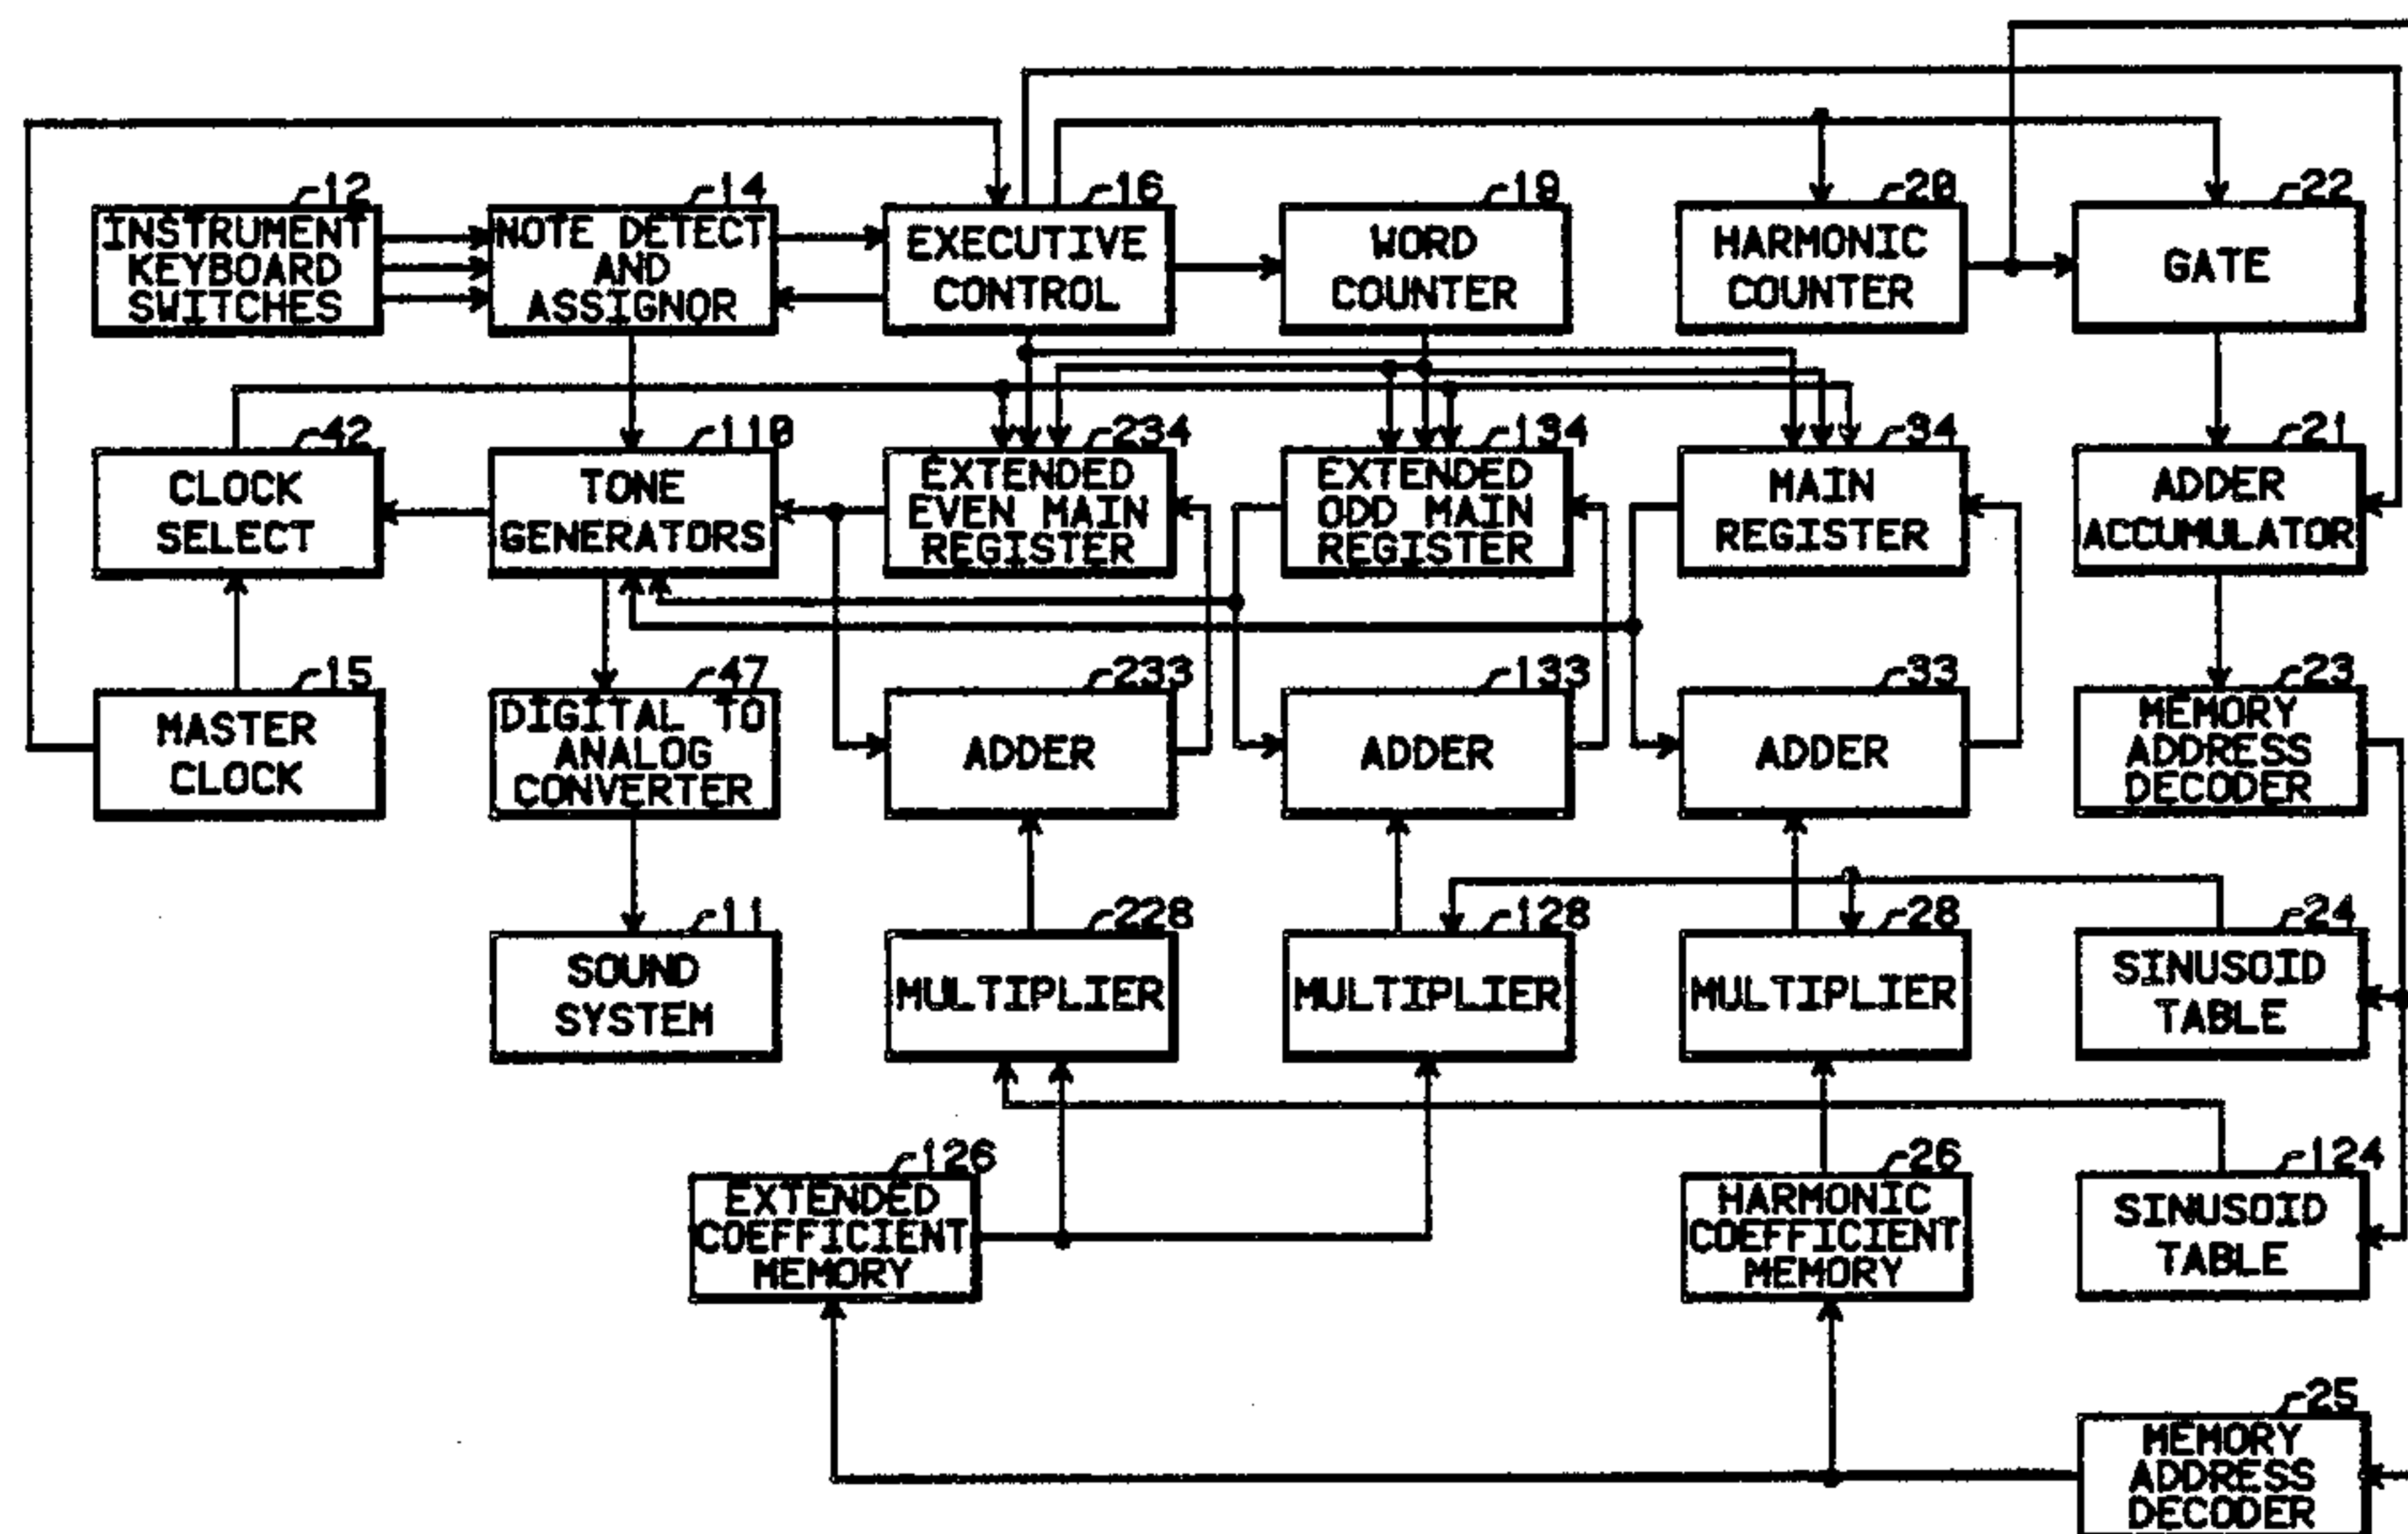 12
INSTRUMENT
KEYBOARD
SWITCHES
14
NOTE DETECT
AND
ASSIGNOR
16
EXECUTIVE
CONTROL
19
WORD
COUNTER
20
HARMONIC
COUNTER
22
GATE
42
CLOCK
SELECT
110
TONE
GENERATORS
234
EXTENDED
EVEN MAIN
REGISTER
134
EXTENDED
ODD MAIN
REGISTER
34
MAIN
REGISTER
21
ADDER
ACCUMULATOR
15
MASTER
CLOCK
47
DIGITAL TO
ANALOG
CONVERTER
233
ADDER
133
ADDER
33
ADDER
23
MEMORY
ADDRESS
DECODER
11
SOUND
SYSTEM
228
MULTIPLIER
128
MULTIPLIER
28
MULTIPLIER
24
SINUSOID
TABLE
126
EXTENDED
COEFFICIENT
MEMORY
26
HARMONIC
COEFFICIENT
MEMORY
124
SINUSOID
TABLE
25
MEMORY
ADDRESS
DECODER